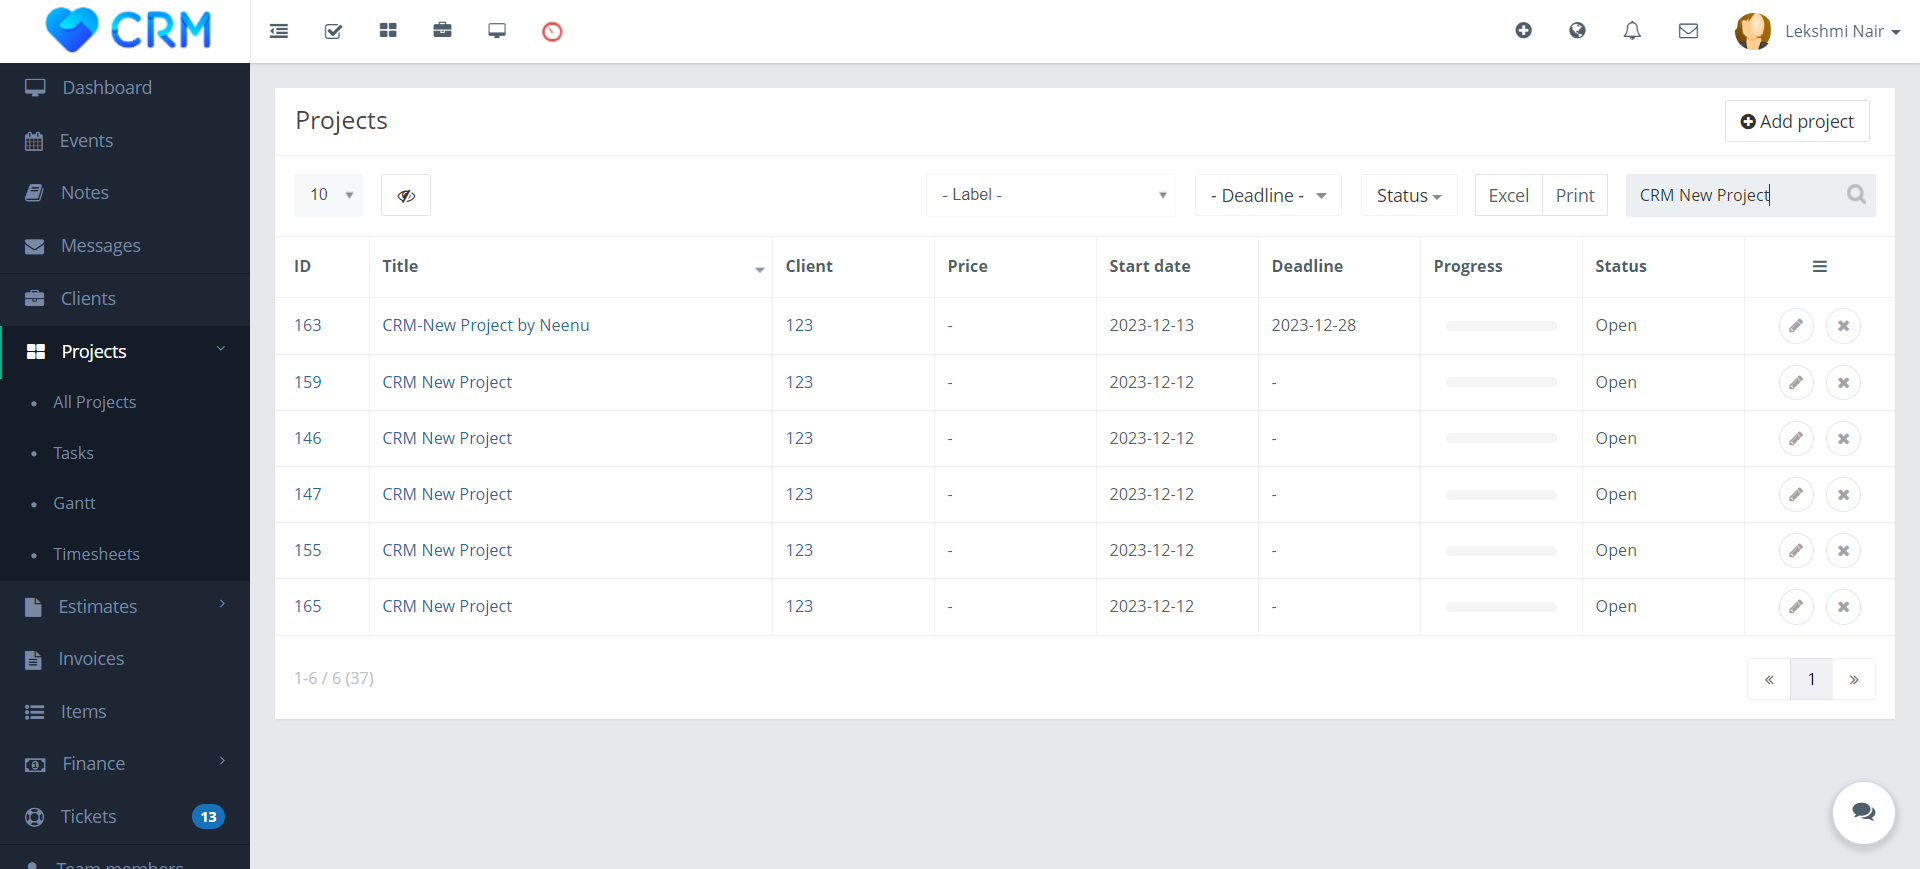 CRM
Lekshmi Nair
Dashboard
Events
Notes
Messages
Clients
Projects
All Projects
Tasks
Gantt
Timesheets
Estimates
Invoices
Items
Finance
Tickets 13
Team members
Projects
Add project
10
- Label -
- Deadline -
Status
Excel
Print
CRM New Project
ID Title Client Price Start date Deadline Progress Status
163 CRM-New Project by Neenu 123 - 2023-12-13 2023-12-28 Open
159 CRM New Project 123 - 2023-12-12 - Open
146 CRM New Project 123 - 2023-12-12 - Open
147 CRM New Project 123 - 2023-12-12 - Open
155 CRM New Project 123 - 2023-12-12 - Open
165 CRM New Project 123 - 2023-12-12 - Open
1-6 / 6 (37)
« 1 »